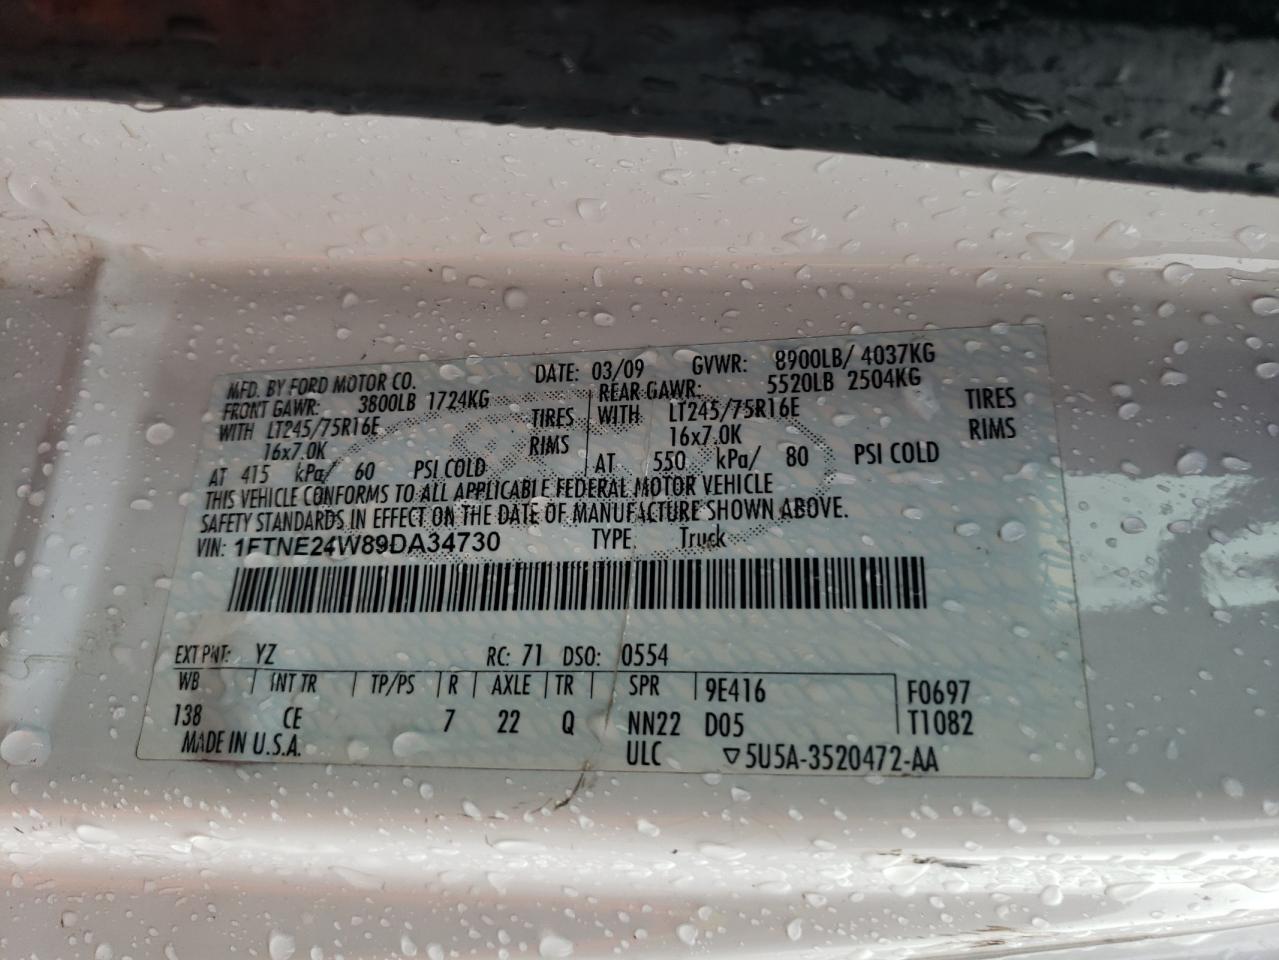 MFD. BY FORD MOTOR CO. DATE: 03/09 GVWR: 8900LB/ 4037KG
FRONT GAWR: 3800LB 1724KG REAR GAWR: 5520LB 2504KG
WITH LT245/75R16E TIRES WITH LT245/75R16E TIRES
16x7.0K RIMS 16x7.0K RIMS
AT 415 kPa/ 60 PSI COLD AT 550 kPa/ 80 PSI COLD
THIS VEHICLE CONFORMS TO ALL APPLICABLE FEDERAL MOTOR VEHICLE
SAFETY STANDARDS IN EFFECT ON THE DATE OF MANUFACTURE SHOWN ABOVE.
VIN: 1FTNE24W89DA34730 TYPE: Truck
EXT PNT: YZ RC: 71 DSO: 0554
WB INT TR TP/PS R AXLE TR SPR 9E416 F0697
138 CE 7 22 Q NN22 D05 T1082
MADE IN U.S.A. ULC ▽5U5A-3520472-AA